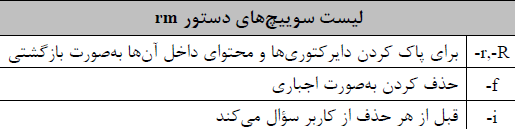 لیست سوییچ‌های دستور rm
-r,-R برای پاک کردن دایرکتوری‌ها و محتوای داخل آن‌ها به‌صورت بازگشتی
-f حذف کردن به‌صورت اجباری
-i قبل از هر حذف از کاربر سؤال می‌کند